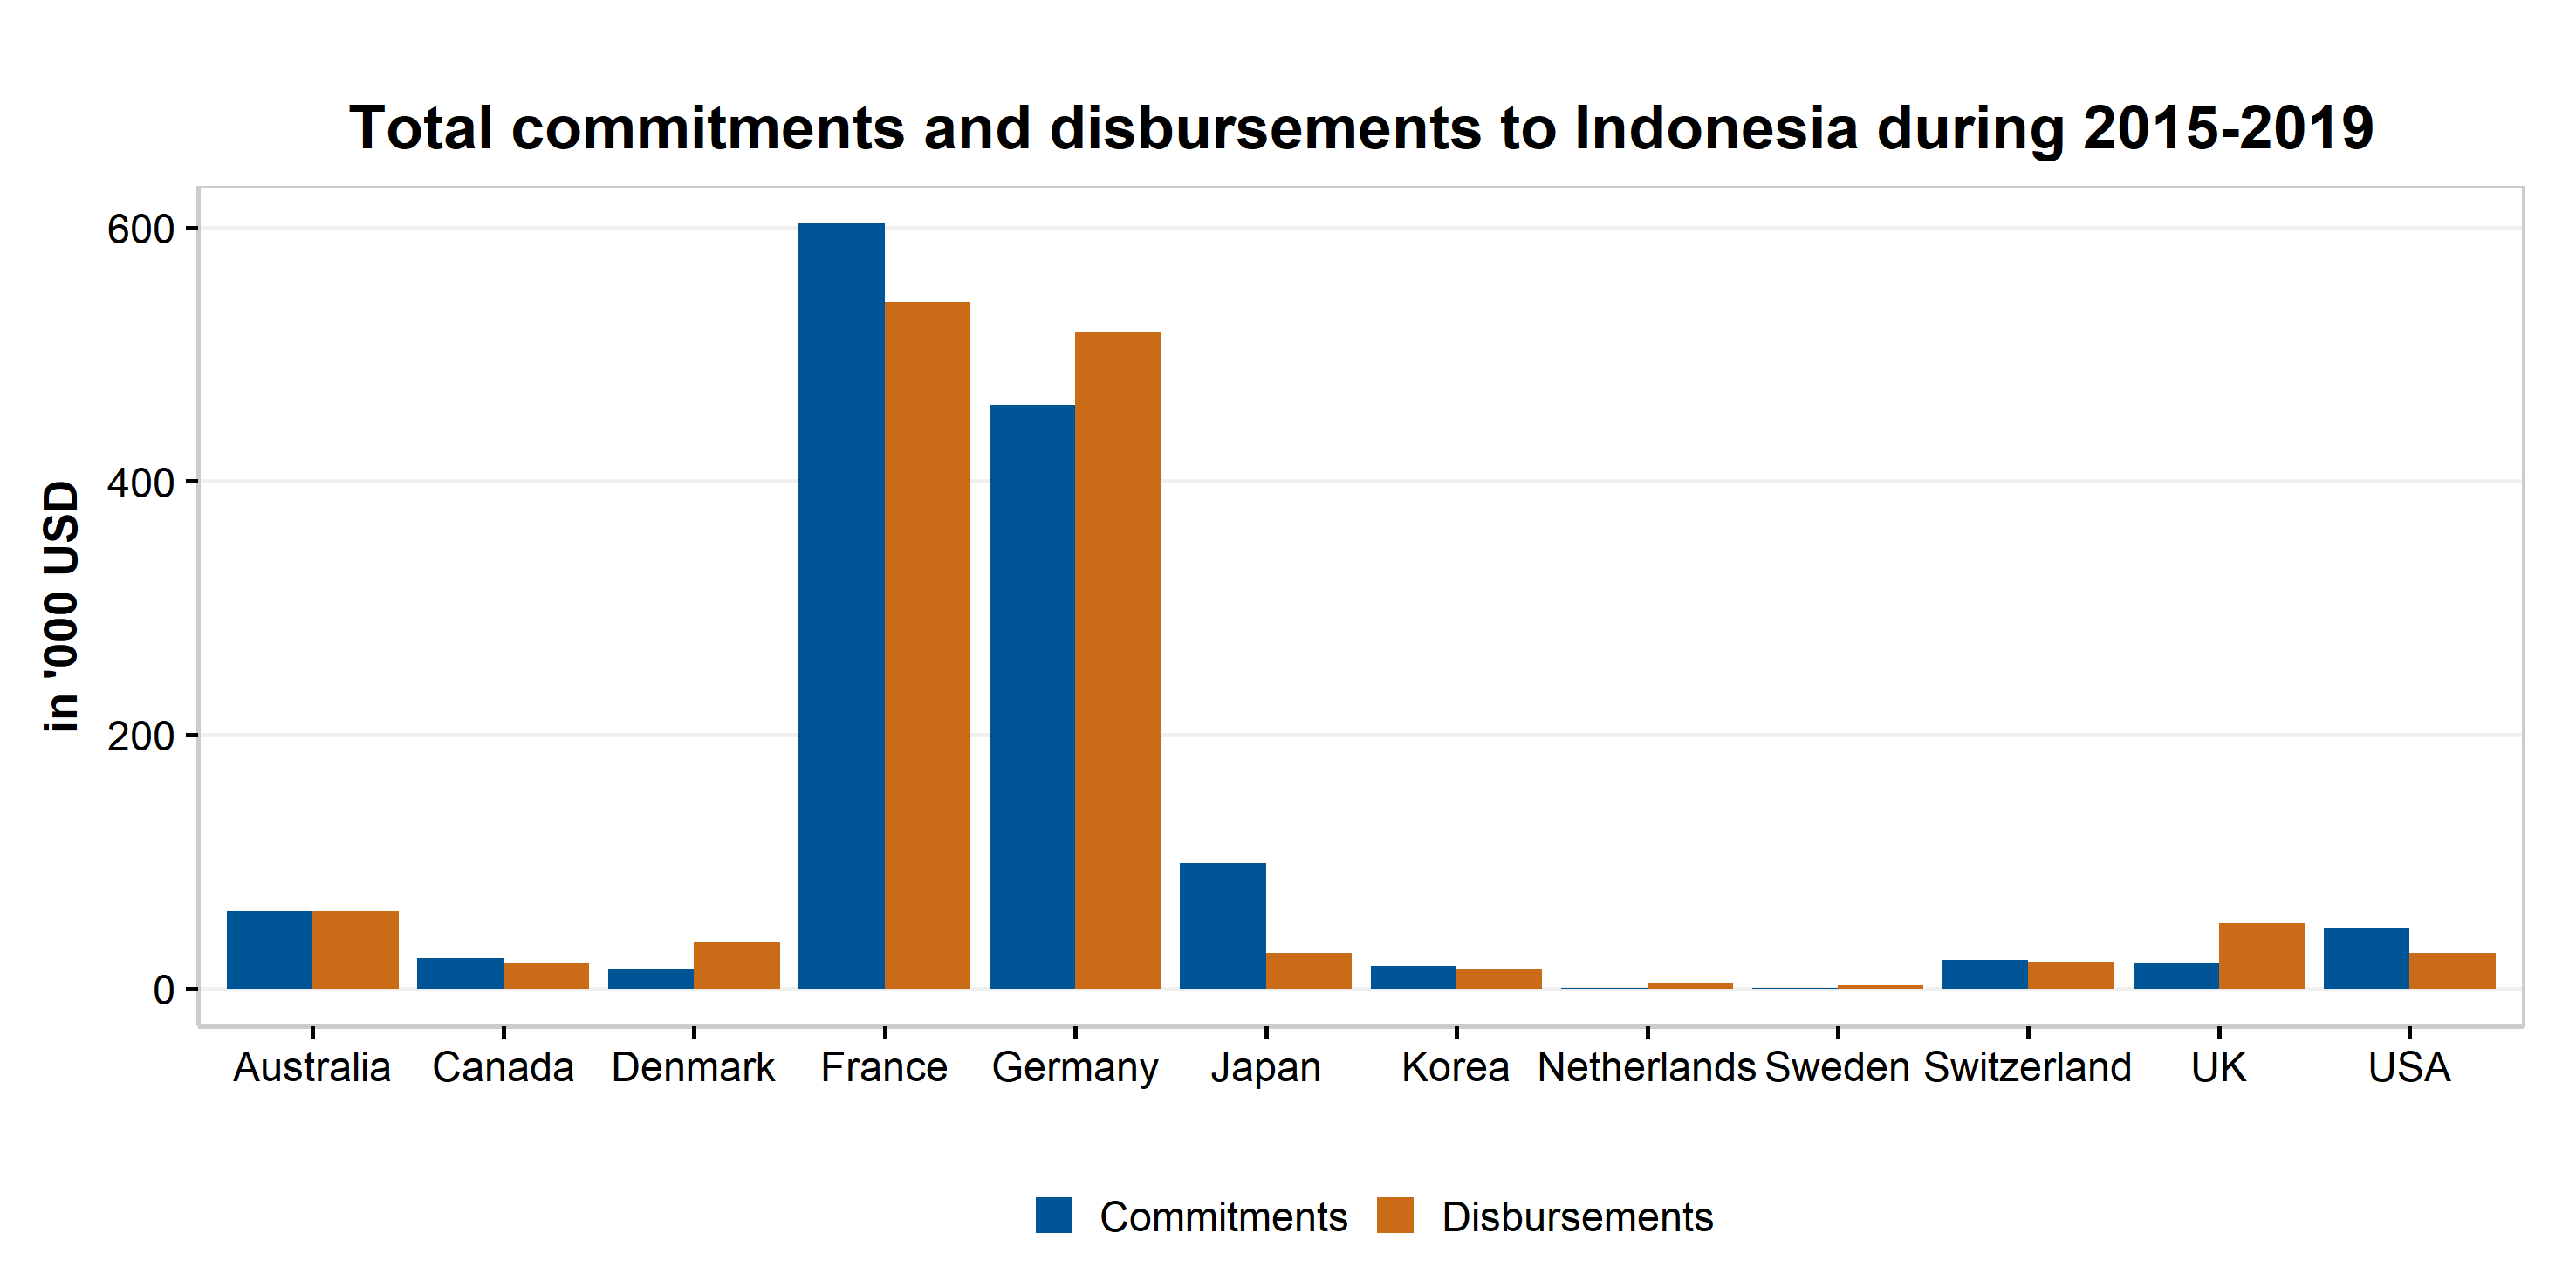 Total commitments and disbursements to Indonesia during 2015-2019
in '000 USD
600
400
200
0
Australia Canada Denmark France Germany Japan Korea Netherlands Sweden Switzerland UK USA
Commitments Disbursements